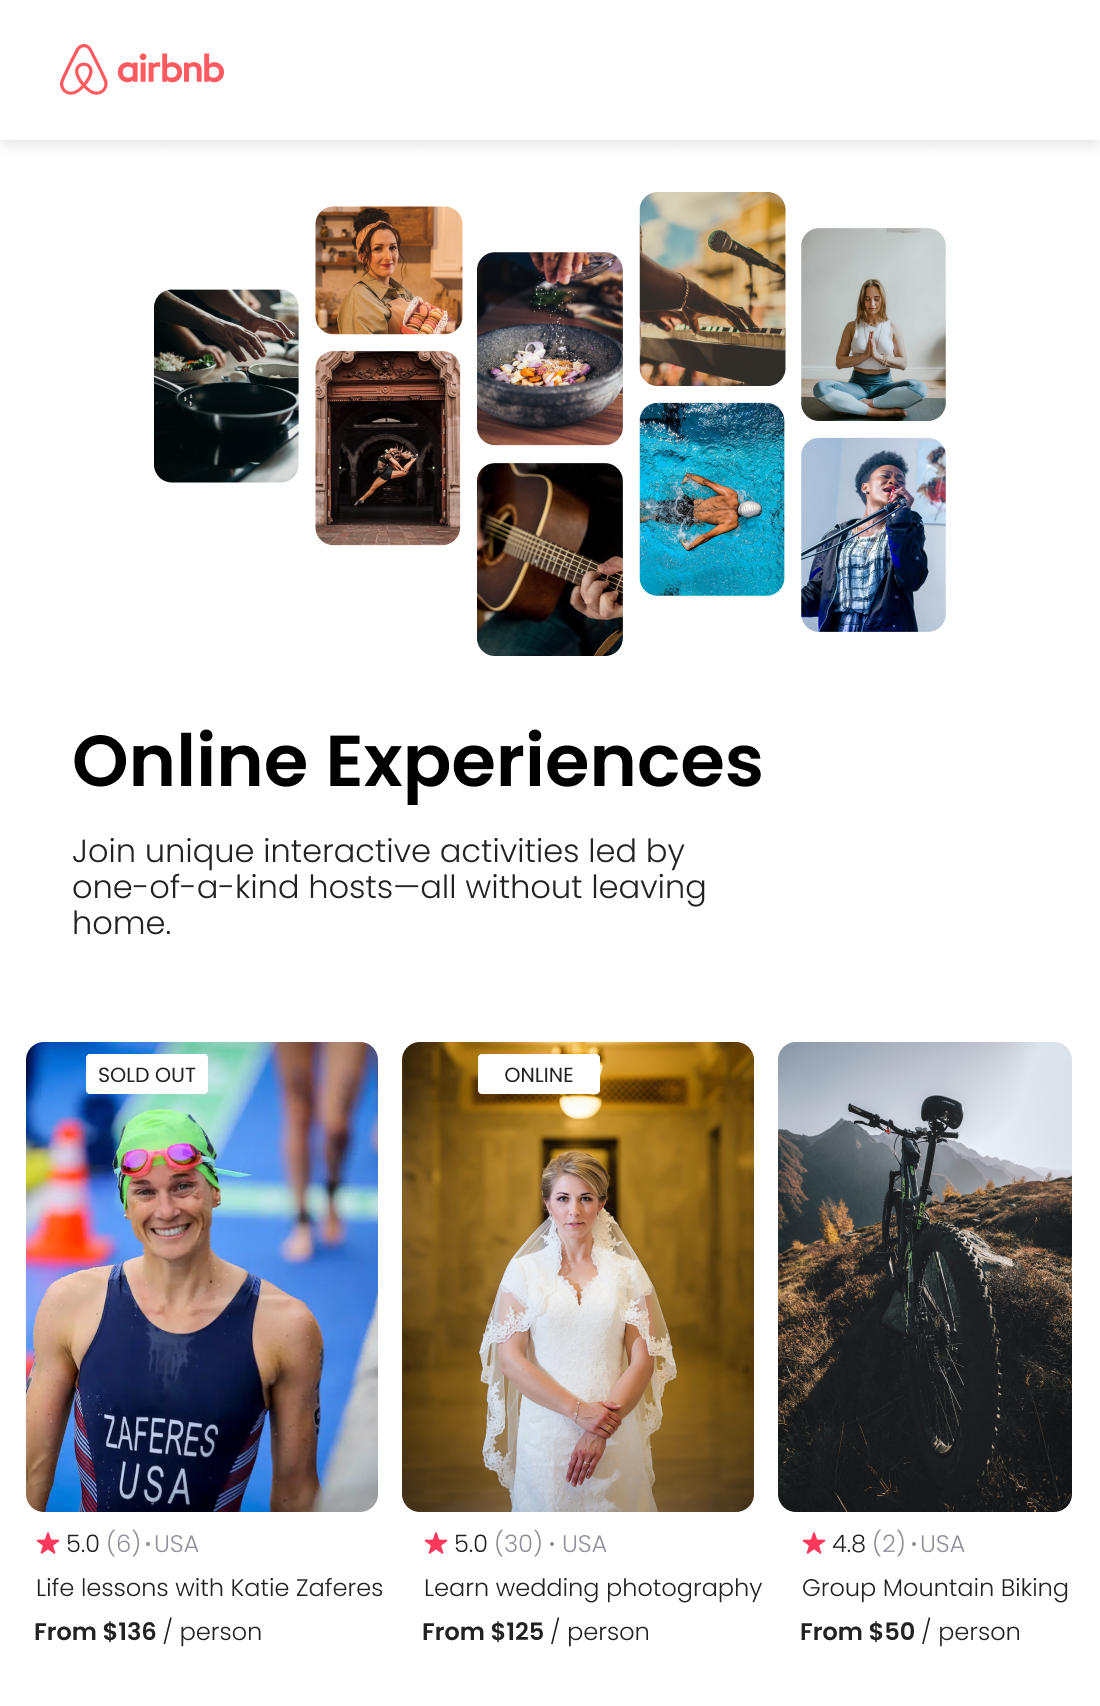 airbnb
Online Experiences
Join unique interactive activities led by
one-of-a-kind hosts—all without leaving
home.
SOLD OUT
ZAFERES
USA
5.0 (6) · USA
Life lessons with Katie Zaferes
From $136 / person
ONLINE
5.0 (30) · USA
Learn wedding photography
From $125 / person
4.8 (2) · USA
Group Mountain Biking
From $50 / person